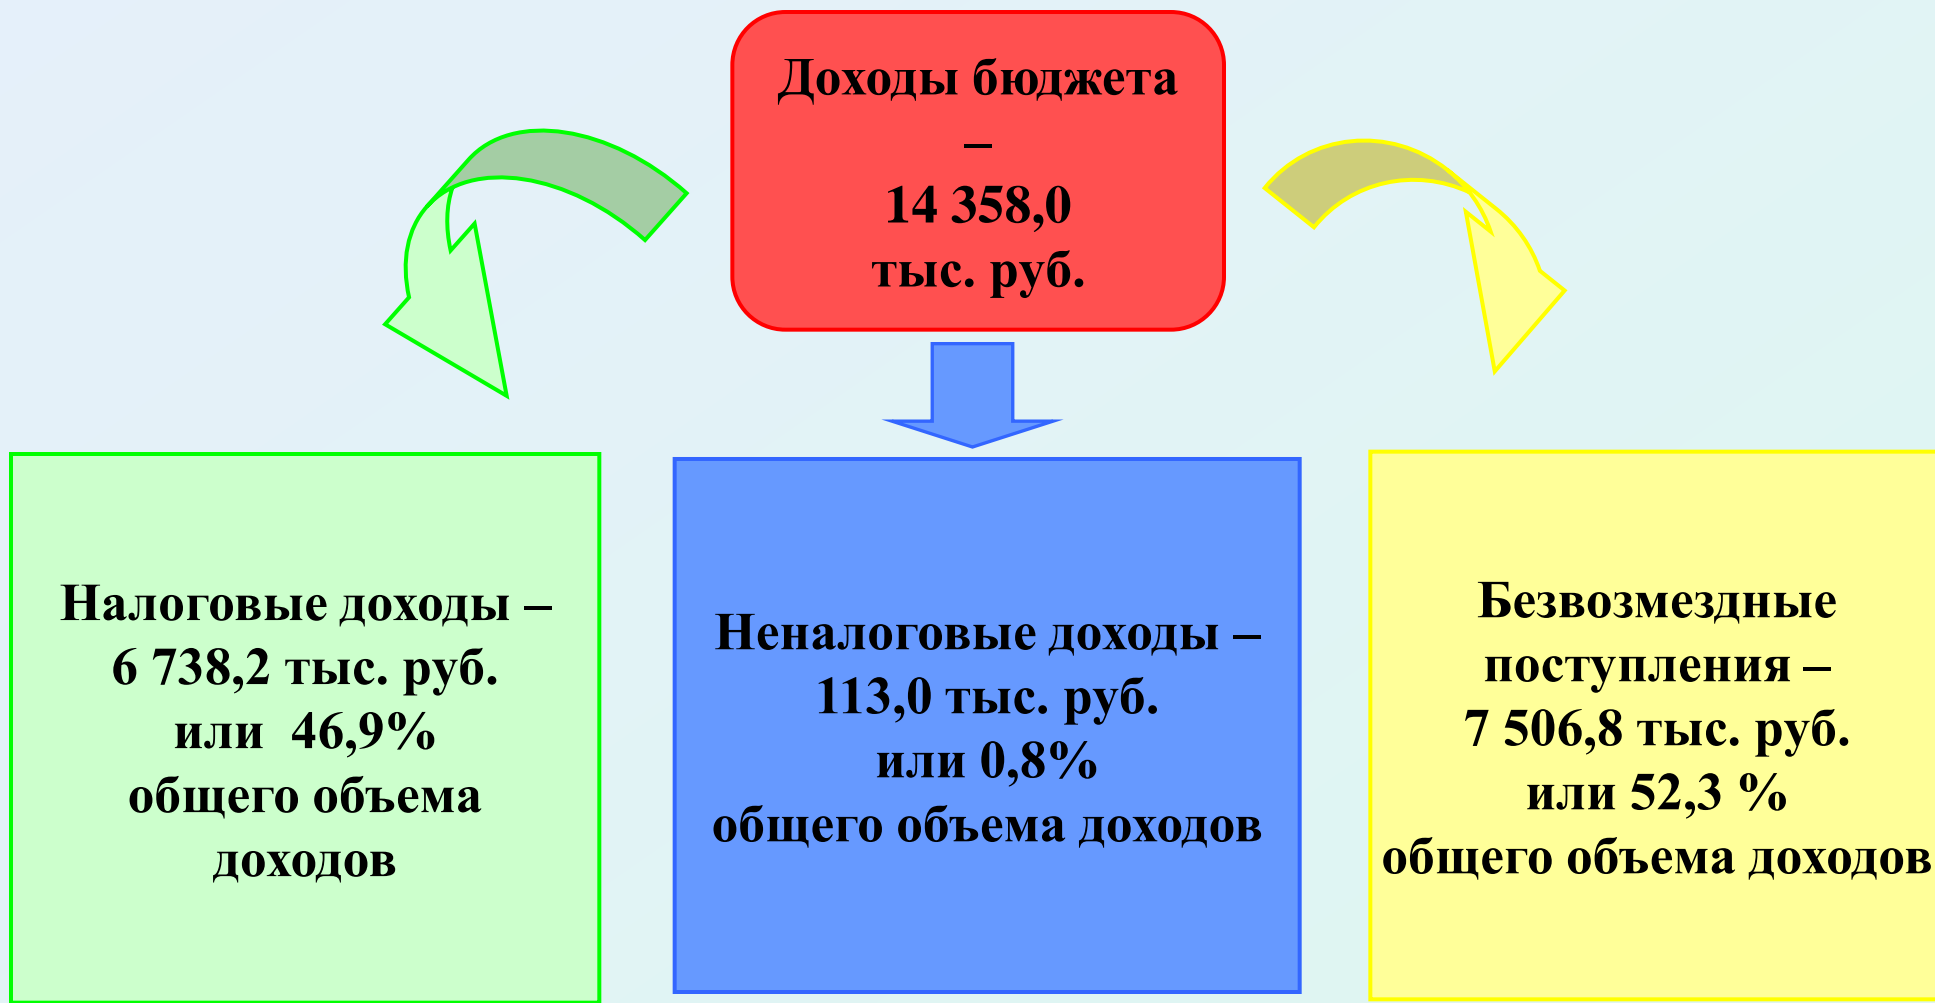 Доходы бюджета
–
14 358,0
тыс. руб.
Налоговые доходы –
6 738,2 тыс. руб.
или 46,9%
общего объема
доходов
Неналоговые доходы –
113,0 тыс. руб.
или 0,8%
общего объема доходов
Безвозмездные
поступления –
7 506,8 тыс. руб.
или 52,3 %
общего объема доходов